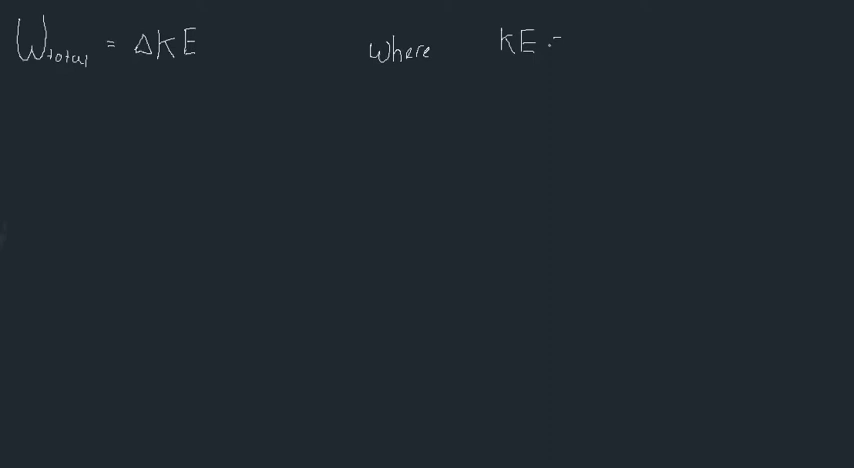 W_total = ΔKE where KE =